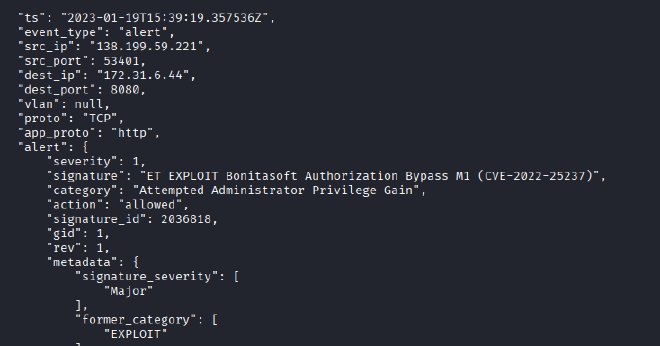 "ts": "2023-01-19T15:39:19.357536Z",
"event_type": "alert",
"src_ip": "138.199.59.221",
"src_port": 53401,
"dest_ip": "172.31.6.44",
"dest_port": 8080,
"vlan": null,
"proto": "TCP",
"app_proto": "http",
"alert": {
"severity": 1,
"signature": "ET EXPLOIT Bonitasoft Authorization Bypass M1 (CVE-2022-25237)",
"category": "Attempted Administrator Privilege Gain",
"action": "allowed",
"signature_id": 2036818,
"gid": 1,
"rev": 1,
"metadata": {
"signature_severity": [
"Major"
],
"former_category": [
"EXPLOIT"